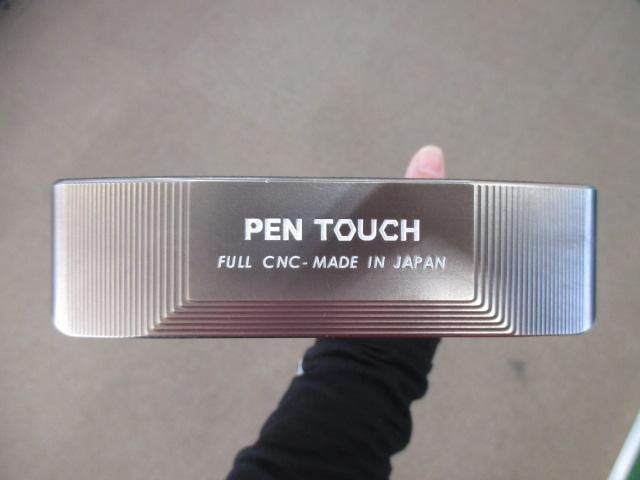 PEN TOUCH
FULL CNC-MADE IN JAPAN